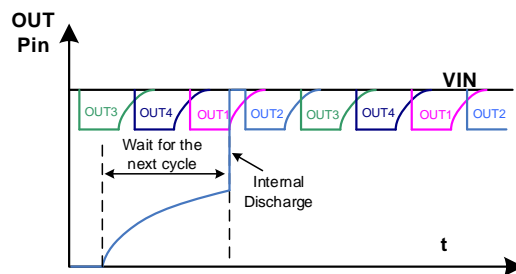 OUT
Pin
VIN
OUT3 OUT4 OUT1 OUT2 OUT3 OUT4 OUT1 OUT2
Wait for the
next cycle
Internal
Discharge
t